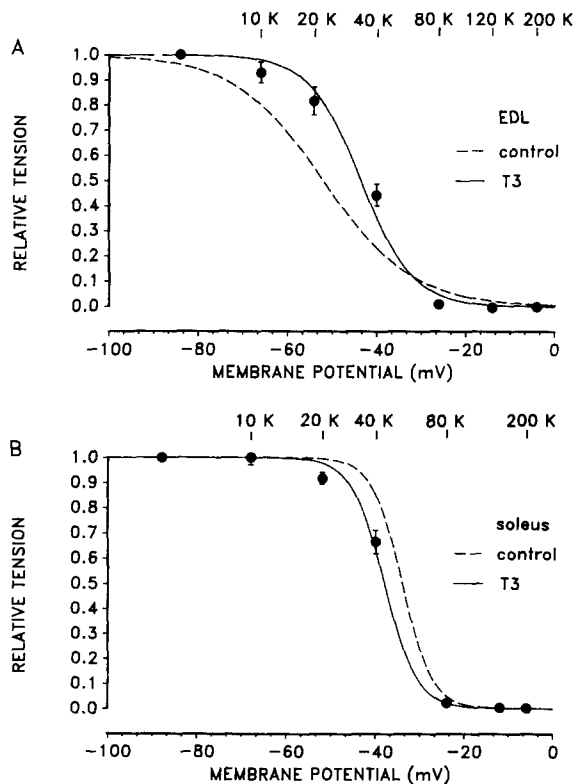 A
10 K 20 K 40 K 80 K 120 K 200 K
1.0
0.9
0.8
0.7
0.6
0.5
0.4
0.3
0.2
0.1
0.0
RELATIVE TENSION
EDL
control
T3
-100 -80 -60 -40 -20 0
MEMBRANE POTENTIAL (mV)
B
10 K 20 K 40 K 80 K 200 K
1.0
0.9
0.8
0.7
0.6
0.5
0.4
0.3
0.2
0.1
0.0
RELATIVE TENSION
soleus
control
T3
-100 -80 -60 -40 -20 0
MEMBRANE POTENTIAL (mV)